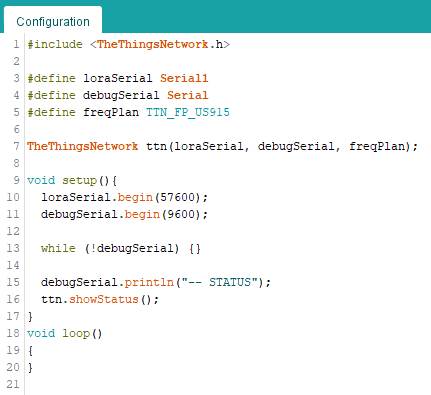 Configuration
1 #include <TheThingsNetwork.h>
2
3 #define loraSerial Serial1
4 #define debugSerial Serial
5 #define freqPlan TTN_FP_US915
6
7 TheThingsNetwork ttn(loraSerial, debugSerial, freqPlan);
8
9 void setup(){
10   loraSerial.begin(57600);
11   debugSerial.begin(9600);
12
13   while (!debugSerial) {}
14
15   debugSerial.println("-- STATUS");
16   ttn.showStatus();
17 }
18 void loop()
19 {
20 }
21